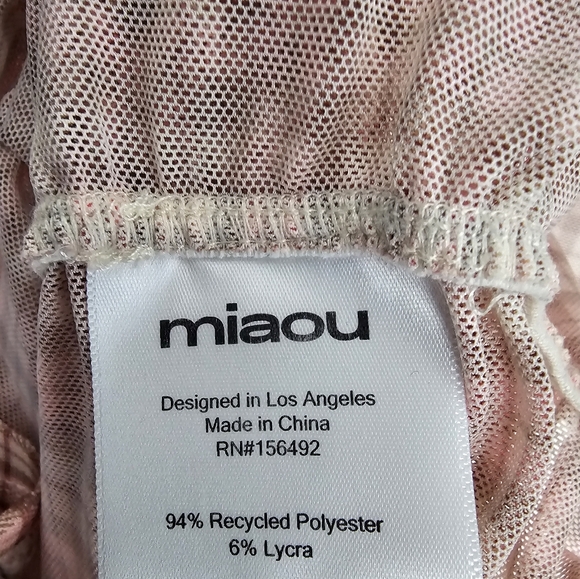 miaou
Designed in Los Angeles
Made in China
RN#156492
94% Recycled Polyester
6% Lycra